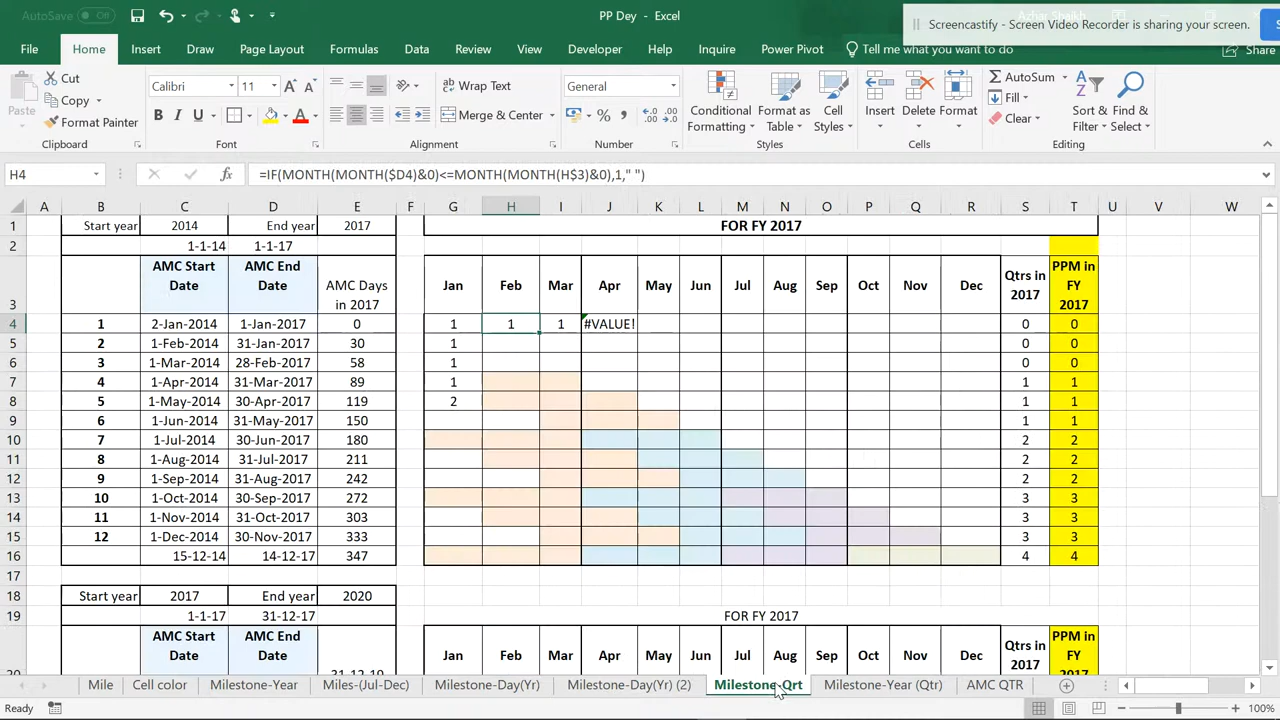 AutoSave Off
PP Dey - Excel
Screencastify - Screen Video Recorder is sharing your screen.
File Home Insert Draw Page Layout Formulas Data Review View Developer Help Inquire Power Pivot Tell me what you want to do Share
Paste Cut Copy Format Painter
Calibri 11
Wrap Text
Merge & Center
General
Conditional Formatting Format as Table Cell Styles
Insert Delete Format
AutoSum Fill Clear
Sort & Filter Find & Select
Clipboard Font Alignment Number Styles Cells Editing
H4 fx =IF(MONTH(MONTH($D4)&0)<=MONTH(MONTH(H$3)&0),1," ")
A B C D E F G H I J K L M N O P Q R S T U V W
1 Start year 2014 End year 2017 FOR FY 2017
2 1-1-14 1-1-17
3 AMC Start Date AMC End Date AMC Days in 2017 Jan Feb Mar Apr May Jun Jul Aug Sep Oct Nov Dec Qtrs in 2017 PPM in FY 2017
4 1 2-Jan-2014 1-Jan-2017 0 1 1 1 #VALUE! 0 0
5 2 1-Feb-2014 31-Jan-2017 30 1 0 0
6 3 1-Mar-2014 28-Feb-2017 58 1 0 0
7 4 1-Apr-2014 31-Mar-2017 89 1 1 1
8 5 1-May-2014 30-Apr-2017 119 2 1 1
9 6 1-Jun-2014 31-May-2017 150 1 1
10 7 1-Jul-2014 30-Jun-2017 180 2 2
11 8 1-Aug-2014 31-Jul-2017 211 2 2
12 9 1-Sep-2014 31-Aug-2017 242 2 2
13 10 1-Oct-2014 30-Sep-2017 272 3 3
14 11 1-Nov-2014 31-Oct-2017 303 3 3
15 12 1-Dec-2014 30-Nov-2017 333 3 3
16 15-12-14 14-12-17 347 4 4
17
18 Start year 2017 End year 2020
19 1-1-17 31-12-17 FOR FY 2017
AMC Start Date AMC End Date Jan Feb Mar Apr May Jun Jul Aug Sep Oct Nov Dec Qtrs in 2017 PPM in FY
Mile Cell color Milestone-Year Miles-(Jul-Dec) Milestone-Day(Yr) Milestone-Day(Yr) (2) Milestone-Qrt Milestone-Year (Qtr) AMC QTR
Ready 100%